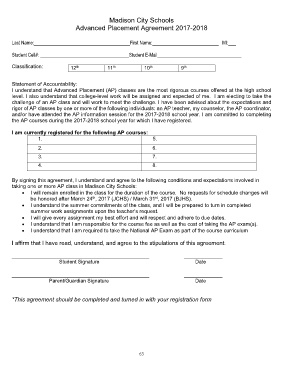 Madison City Schools
Advanced Placement Agreement 2017-2018
Last Name: First Name: MI:
Student Cell#: Student E-Mail
Classification: 12th 11th 10th 9th
Statement of Accountability:
I understand that Advanced Placement (AP) classes are the most rigorous courses offered at the high school
level. I also understand that college-level work will be assigned and expected of me. I am electing to take the
challenge of an AP class and will work to meet the challenge. I have been advised about the expectations and
rigor of AP classes by one or more of the following individuals: an AP teacher, my counselor, the AP coordinator,
and/or have attended the AP information session for the 2017-2018 school year. I am committed to completing
the AP courses during the 2017-2018 school year for which I have registered.
I am currently registered for the following AP courses:
1. 5.
2. 6.
3. 7.
4. 8.
By signing this agreement, I understand and agree to the following conditions and expectations involved in
taking one or more AP class in Madison City Schools:
• I will remain enrolled in the class for the duration of the course. No requests for schedule changes will
be honored after March 24th, 2017 (JCHS) / March 31st, 2017 (BJHS).
• I understand the summer commitments of the class, and I will be prepared to turn in completed
summer work assignments upon the teacher's request.
• I will give every assignment my best effort and will respect and adhere to due dates.
• I understand that I am responsible for the course fee as well as the cost of taking the AP exam(s).
• I understand that I am required to take the National AP Exam as part of the course curriculum
I affirm that I have read, understand, and agree to the stipulations of this agreement.
Student Signature Date
Parent/Guardian Signature Date
*This agreement should be completed and turned in with your registration form